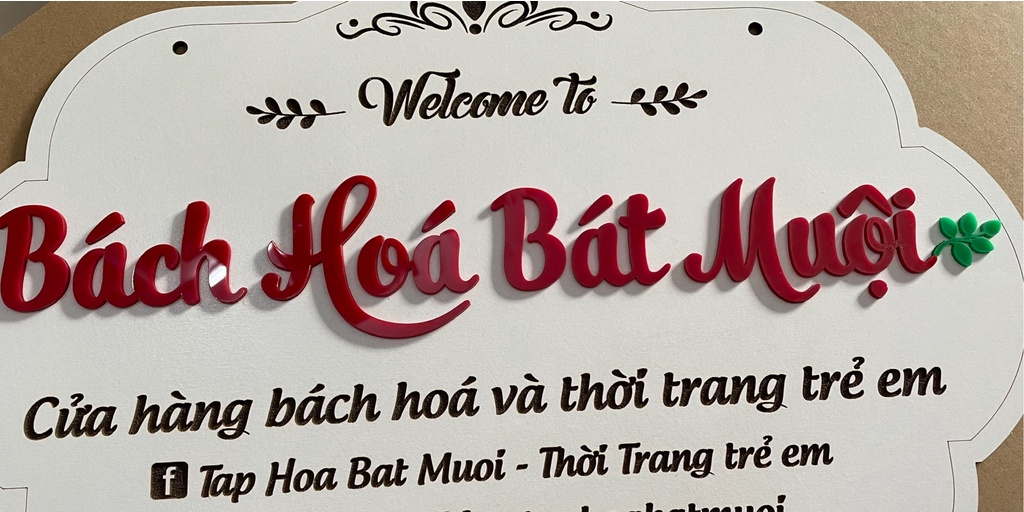 Welcome to
Bách Hoá Bát Muội
Cửa hàng bách hoá và thời trang trẻ em
Tap Hoa Bat Muoi - Thời Trang trẻ em